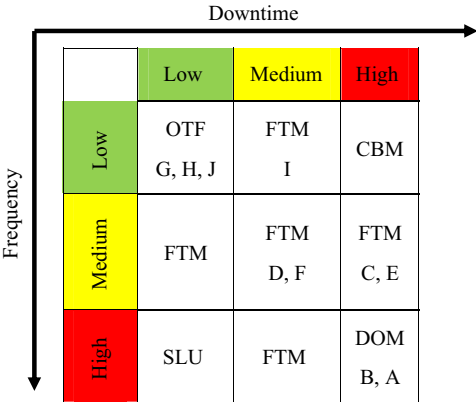 Downtime
Low Medium High
Frequency
Low
OTF
G, H, J
FTM
I
CBM
Medium
FTM
FTM
D, F
FTM
C, E
High
SLU
FTM
DOM
B, A